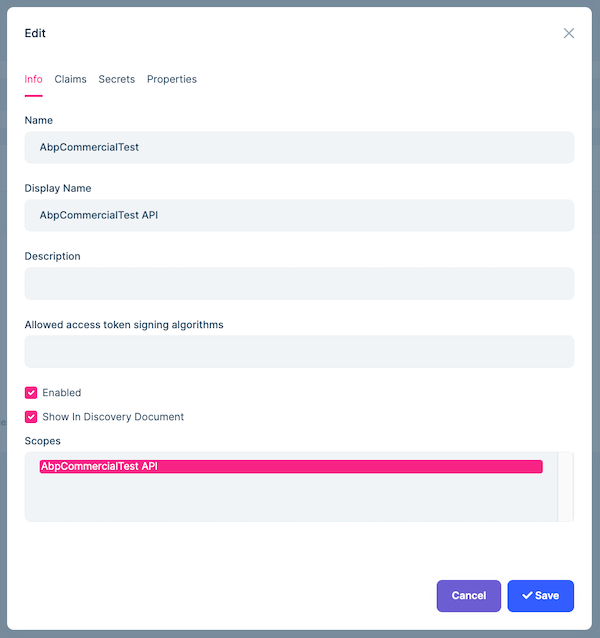 Edit
Info Claims Secrets Properties
Name
AbpCommercialTest
Display Name
AbpCommercialTest API
Description
Allowed access token signing algorithms
Enabled
Show In Discovery Document
Scopes
AbpCommercialTest API
Cancel Save